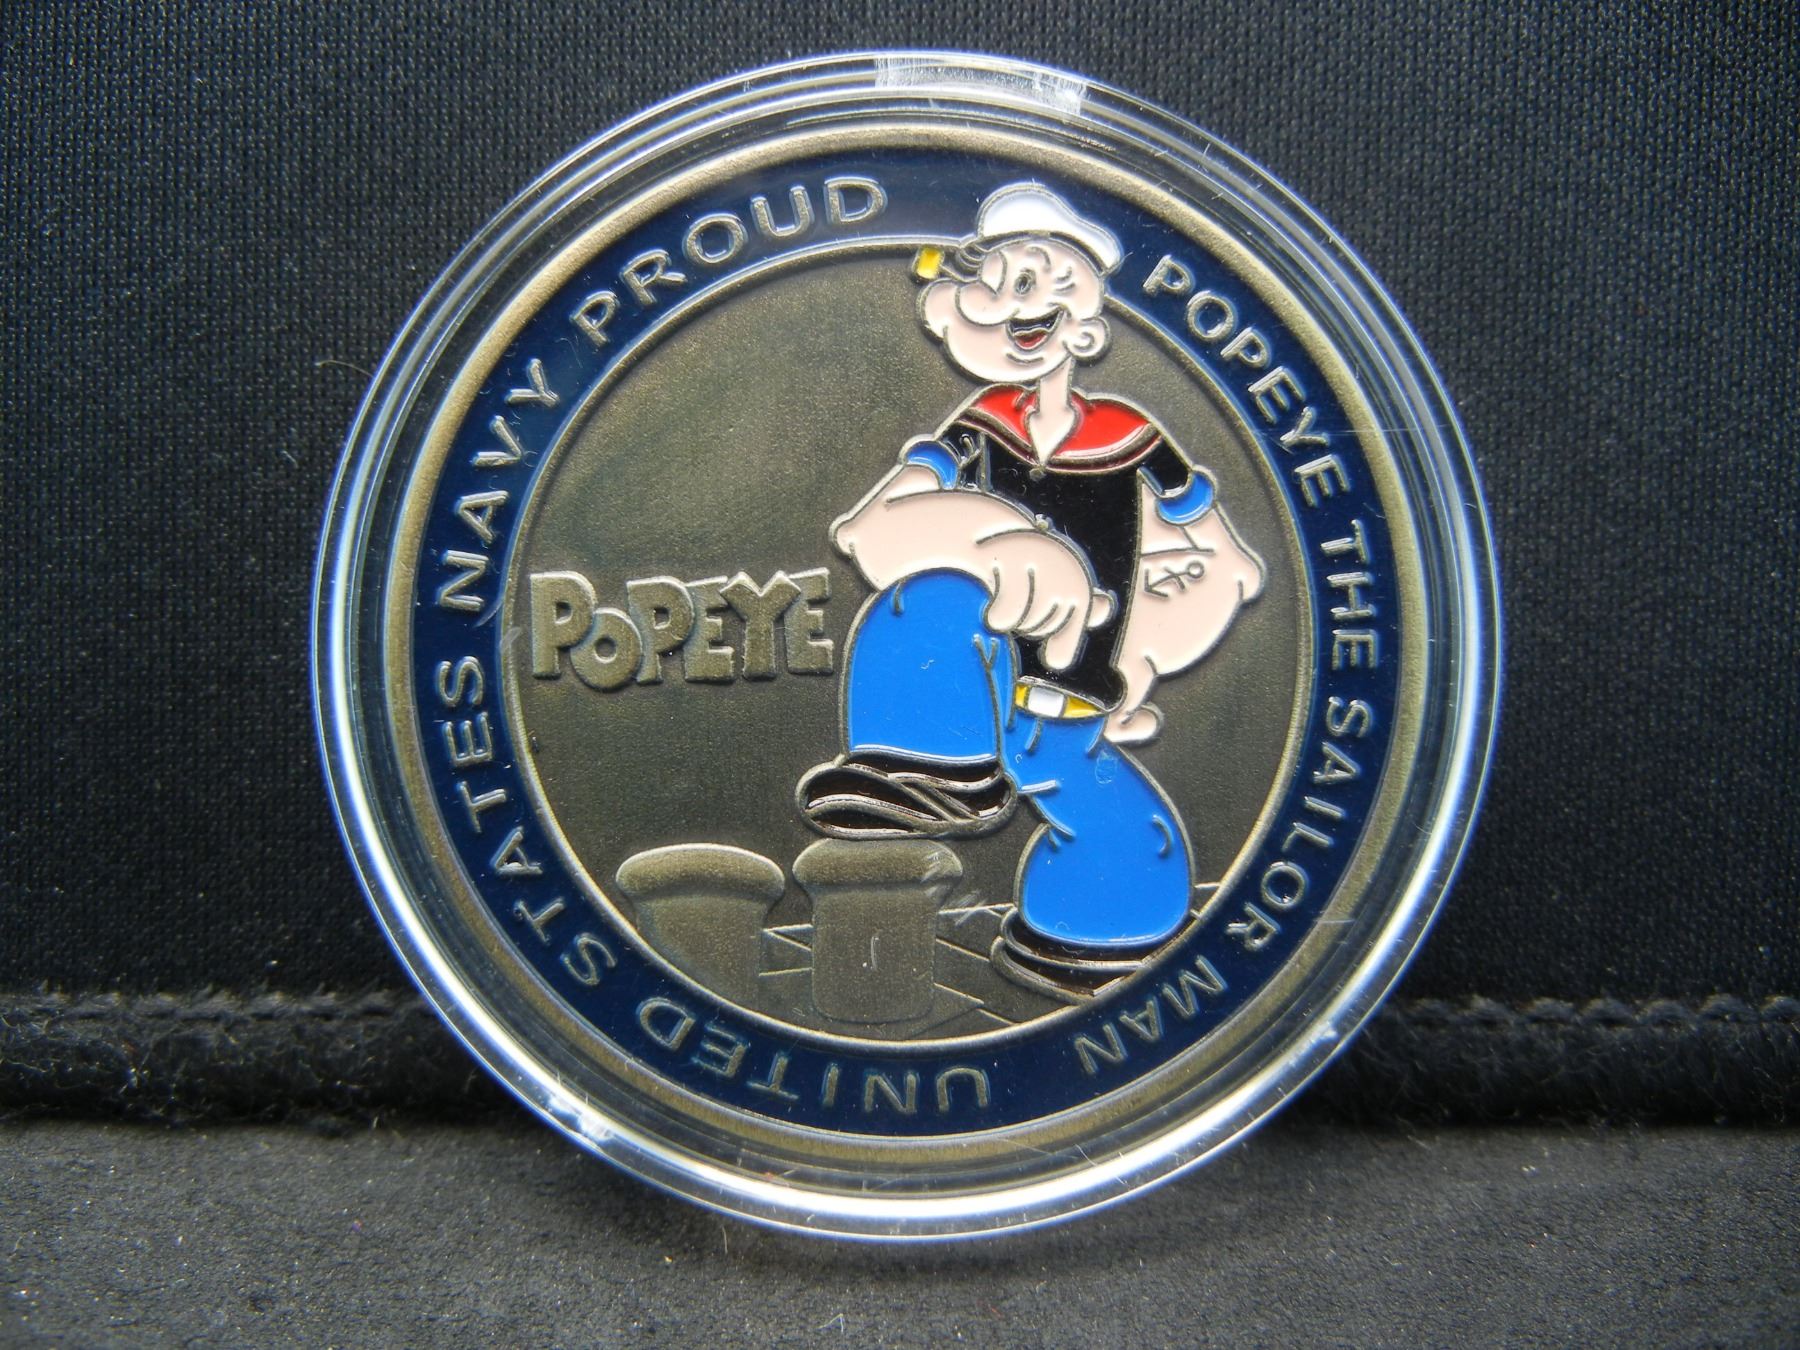 UNITED STATES NAVY PROUD
POPEYE THE SAILOR MAN
POPEYE